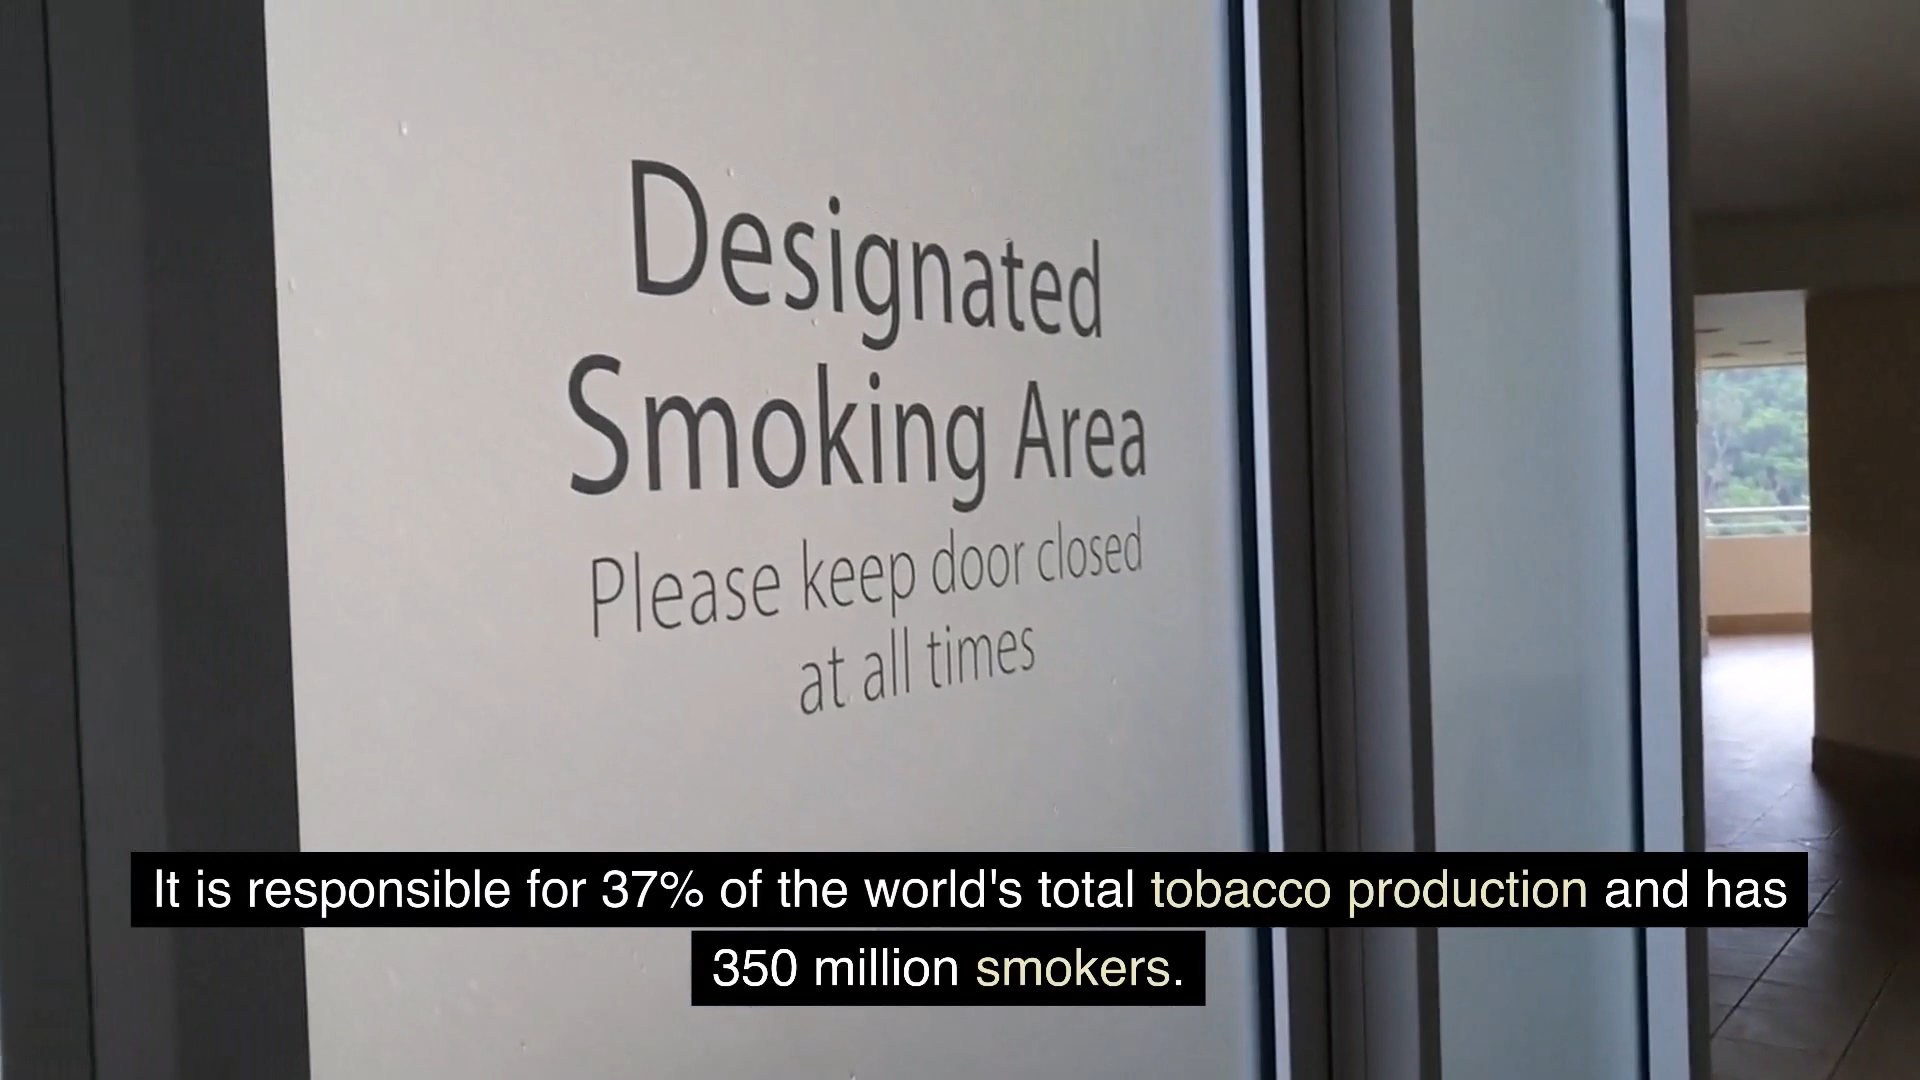 Designated
Smoking Area
Please keep door closed
at all times
It is responsible for 37% of the world's total tobacco production and has
350 million smokers.